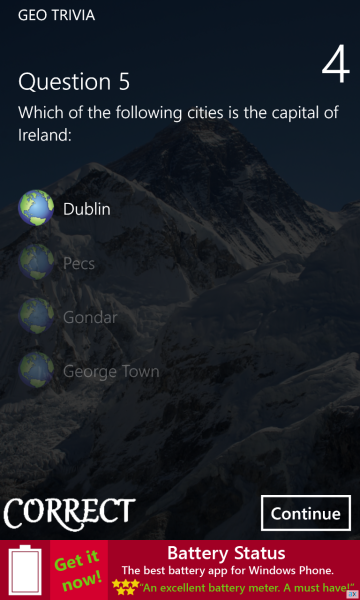 GEO TRIVIA
4
Question 5
Which of the following cities is the capital of
Ireland:
Dublin
Pecs
Gondar
George Town
CORRECT
Continue
Get it
now!
Battery Status
The best battery app for Windows Phone.
"An excellent battery meter. A must have!"